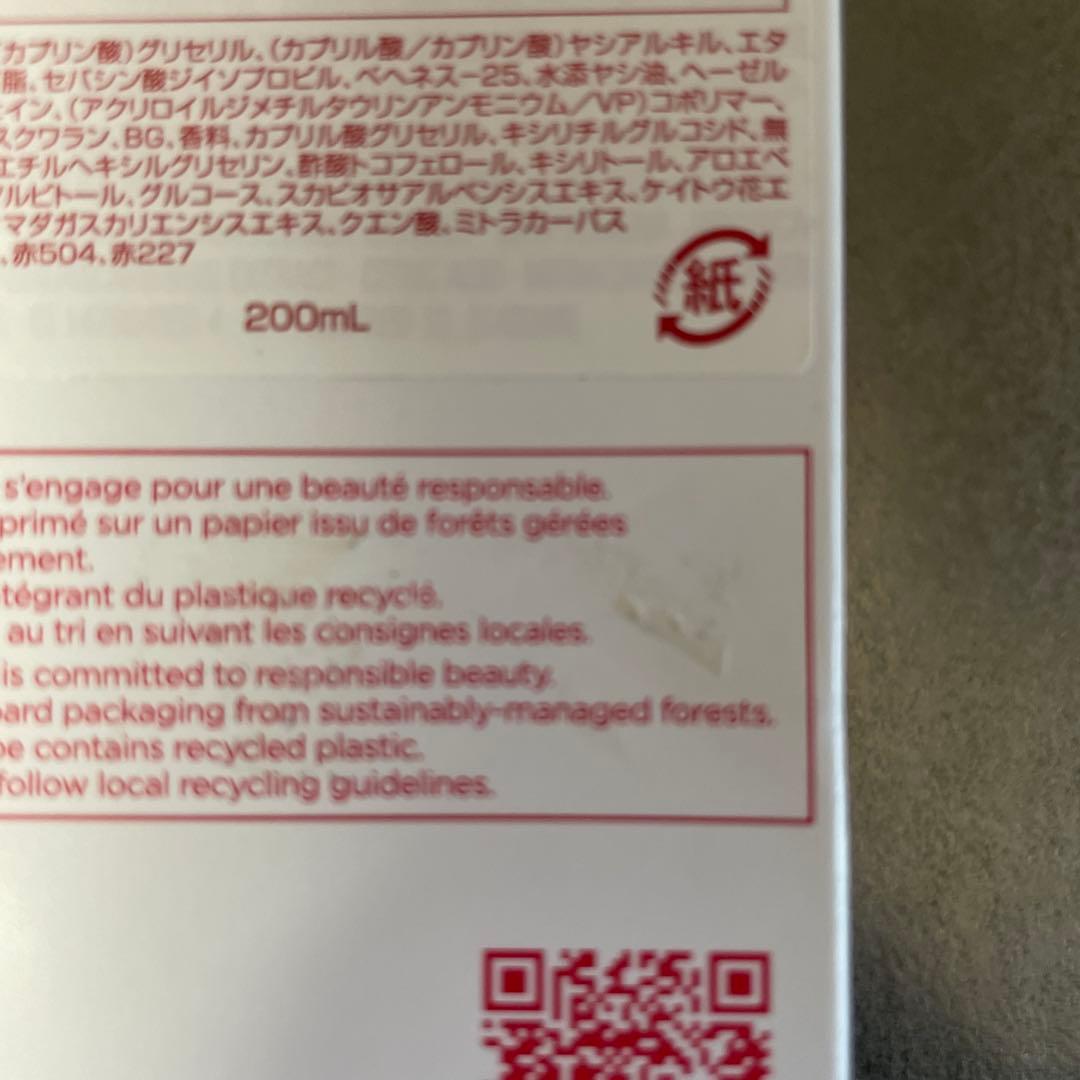 カプリン酸)グリセリル、(カプリル酸/カプリン酸)ヤシアルキル、エタ
脂、セバシン酸ジイソプロピル、ベヘネス-25、水添ヤシ油、ヘーゼル
イン、(アクリロイルジメチルタウリンアンモニウム/VP)コポリマー、
スクワラン、BG、香料、カプリル酸グリセリル、キシリチルグルコシド、無
エチルヘキシルグリセリン、酢酸トコフェロール、キシリトール、アロエベ
ルビトール、グルコース、スカビオサアルベンシスエキス、ケイトウ花エ
マダガスカリエンシスエキス、クエン酸、ミトラカーパス
、赤504、赤227
紙
200mL
s'engage pour une beauté responsable.
primé sur un papier issu de forêts gérées
ement.
tégrant du plastique recyclé.
au tri en suivant les consignes locales.
is committed to responsible beauty.
oard packaging from sustainably-managed forests.
be contains recycled plastic.
follow local recycling guidelines.